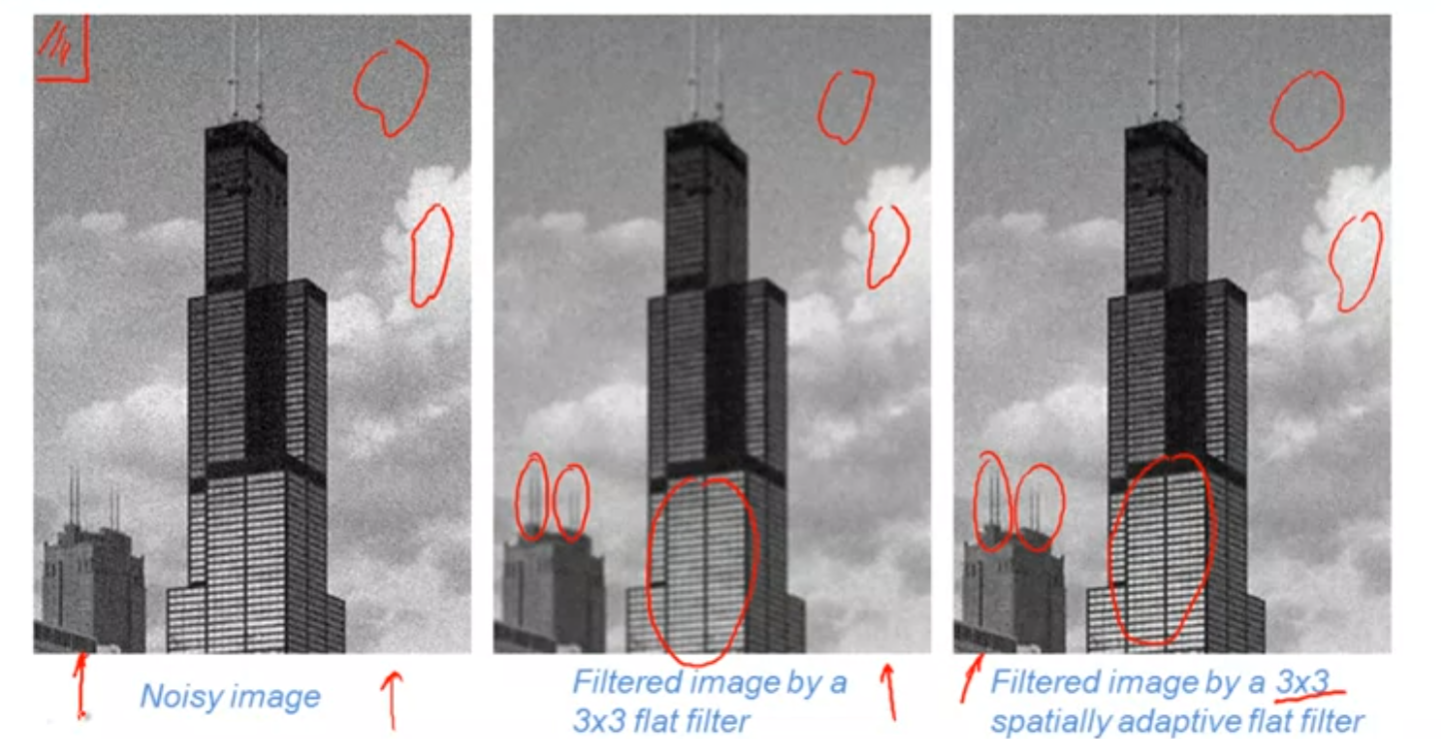 Noisy image
Filtered image by a
3x3 flat filter
Filtered image by a 3x3
spatially adaptive flat filter